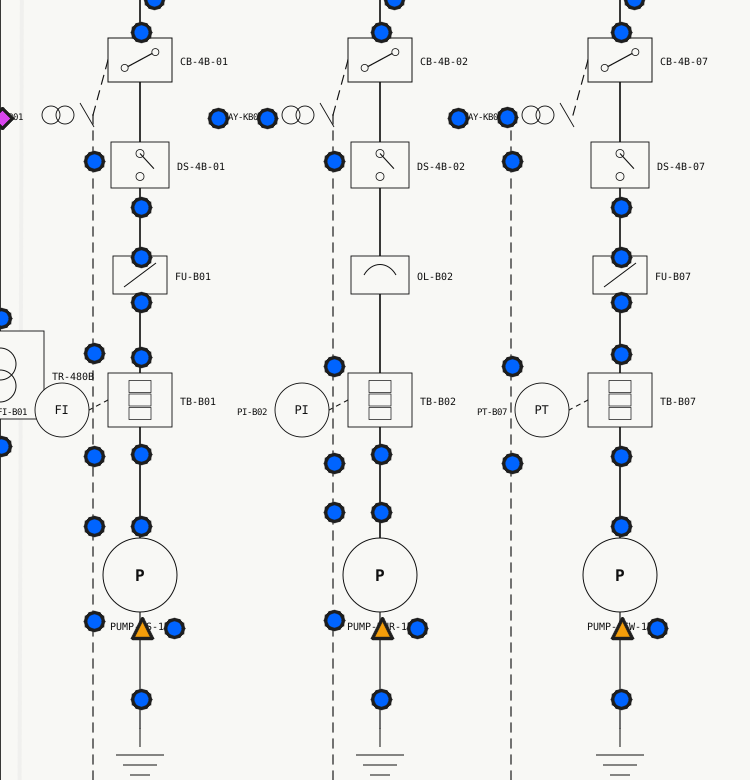 CB-4B-01 CB-4B-02 CB-4B-07
DS-4B-01 DS-4B-02 DS-4B-07
FU-B01 OL-B02 FU-B07
TR-480B
FI-B01 FI TB-B01 PI-B02 PI TB-B02 PT-B07 PT TB-B07
P P P